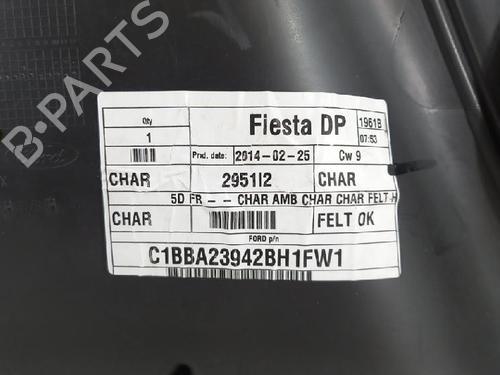 B-PARTS
Qty
1
Fiesta DP
1961B
07:53
Prd. date: 2014-02-25 Cw 9
CHAR 2951I2 CHAR
5D FR - - CHAR AMB CHAR CHAR FELT H
CHAR FELT OK
FORD p/n
C1BBA23942BH1FW1